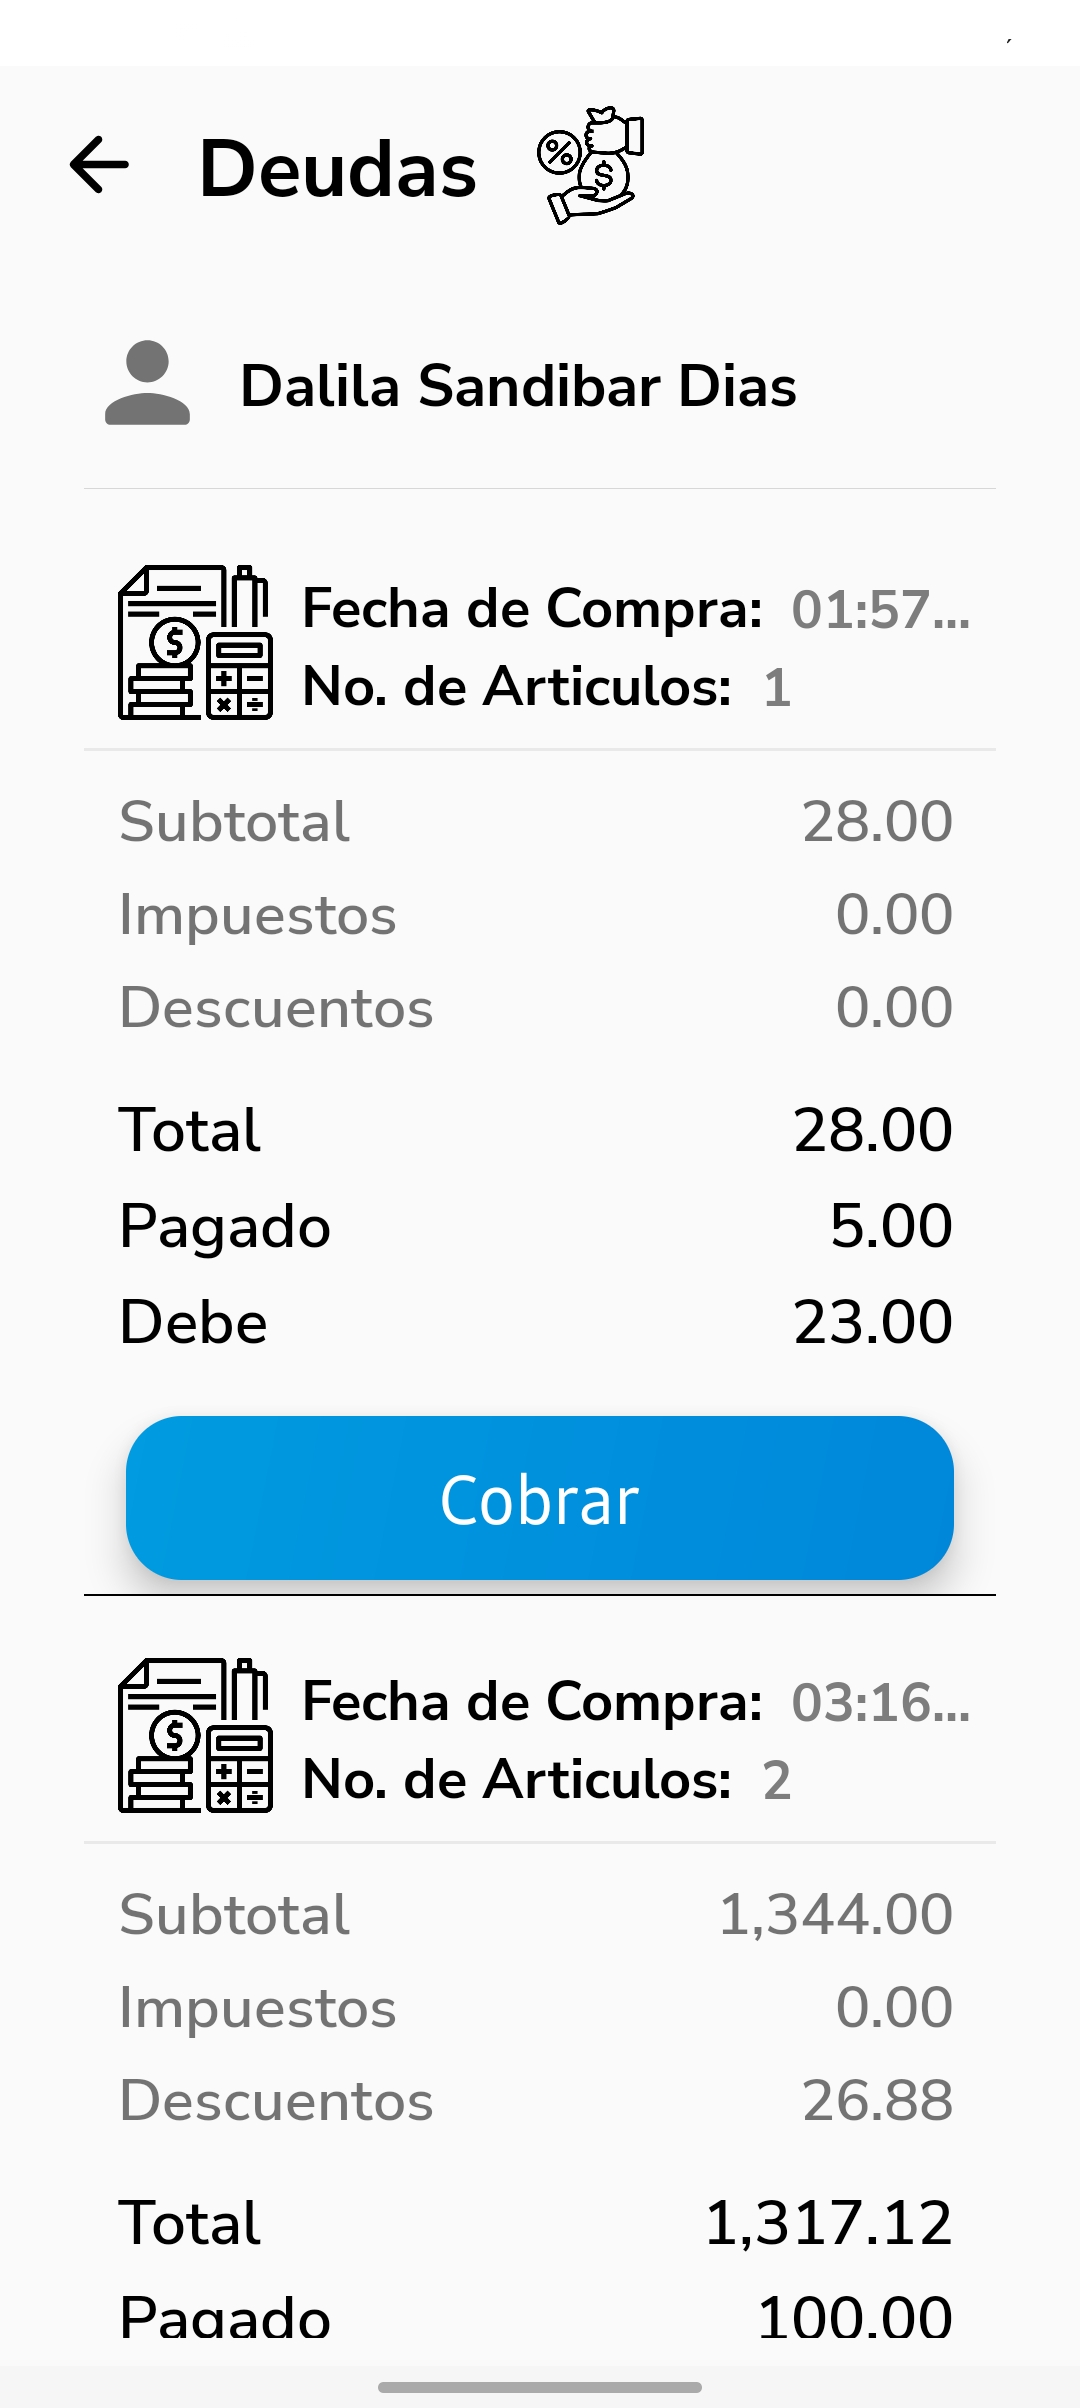 Deudas
Dalila Sandibar Dias
Fecha de Compra: 01:57...
No. de Articulos: 1
Subtotal 28.00
Impuestos 0.00
Descuentos 0.00
Total 28.00
Pagado 5.00
Debe 23.00
Cobrar
Fecha de Compra: 03:16...
No. de Articulos: 2
Subtotal 1,344.00
Impuestos 0.00
Descuentos 26.88
Total 1,317.12
Pagado 100.00